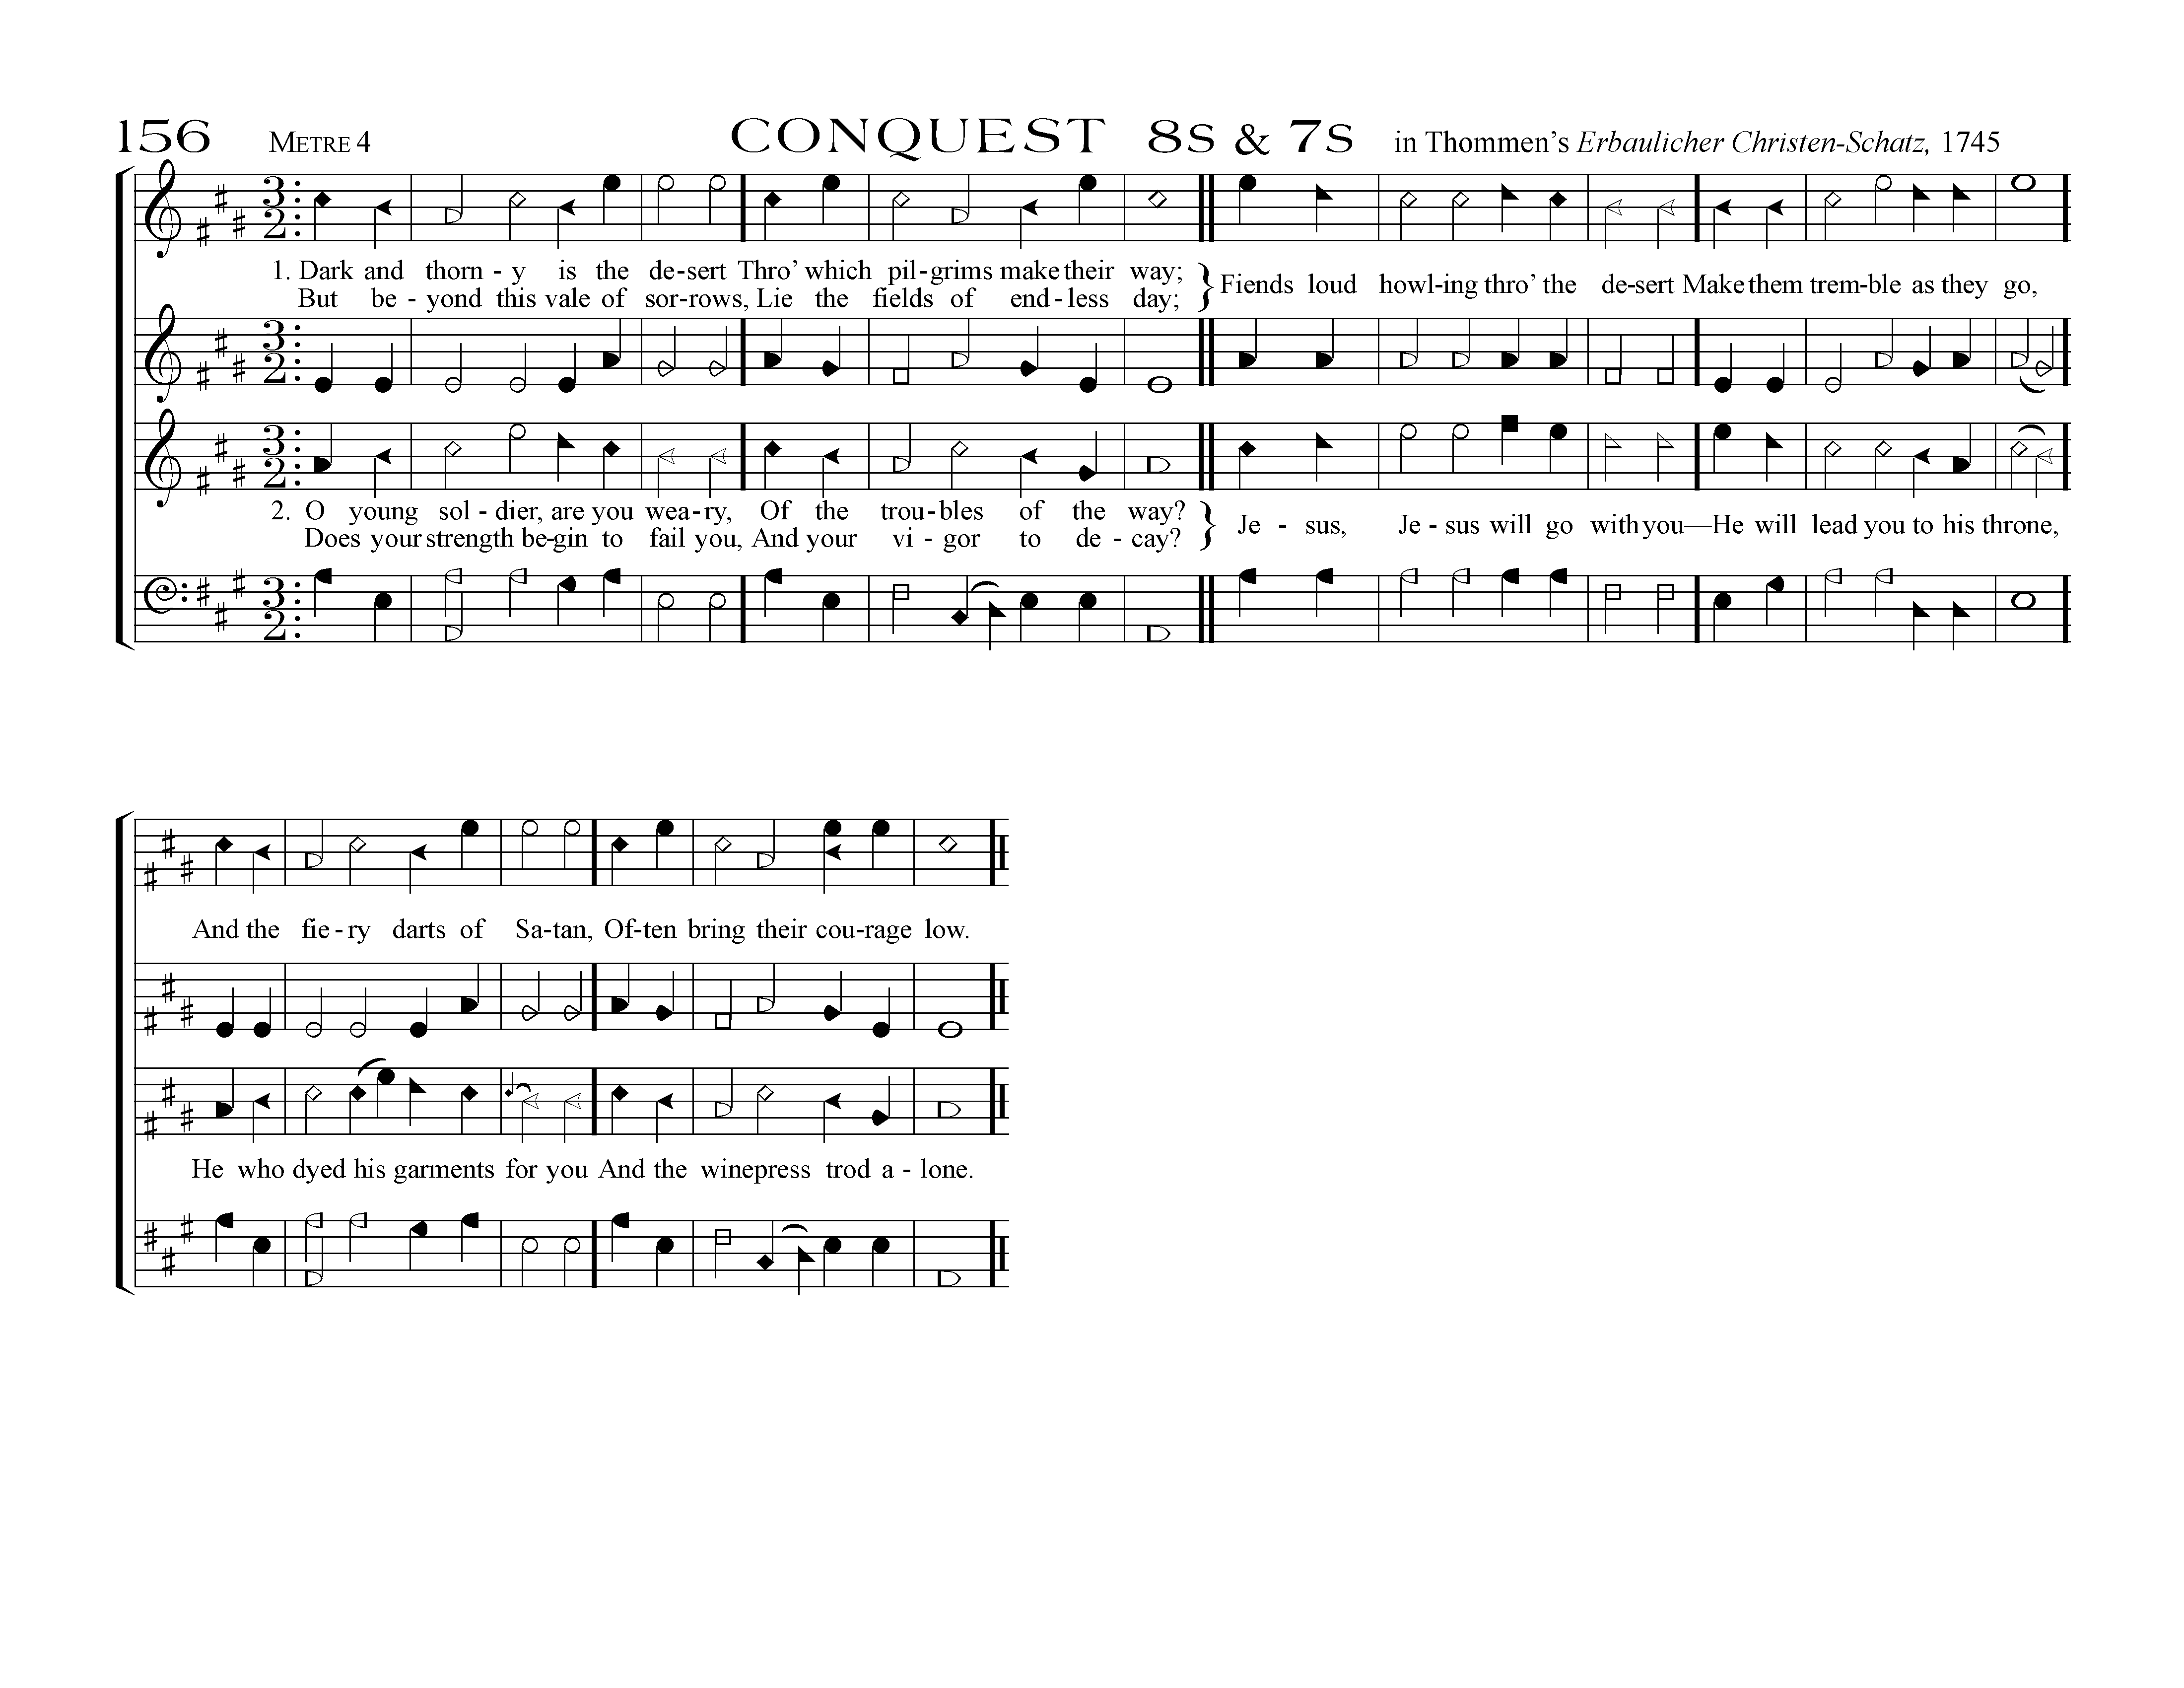 156 METRE 4 CONQUEST 8S & 7S in Thommen’s Erbaulicher Christen-Schatz, 1745
3: 2:
1. Dark and thorn - y is the de-sert Thro’ which pil-grims make their way; } Fiends loud howl-ing thro’ the de-sert Make them trem-ble as they go,
But be - yond this vale of sor-rows, Lie the fields of end-less day;
3: 2:
3: 2:
2. O young sol - dier, are you wea-ry, Of the trou-bles of the way? } Je - sus, Je - sus will go with you—He will lead you to his throne,
Does your strength be-gin to fail you, And your vi - gor to de - cay?
3: 2:
And the fie - ry darts of Sa-tan, Of-ten bring their cou-rage low.
He who dyed his garments for you And the winepress trod a - lone.